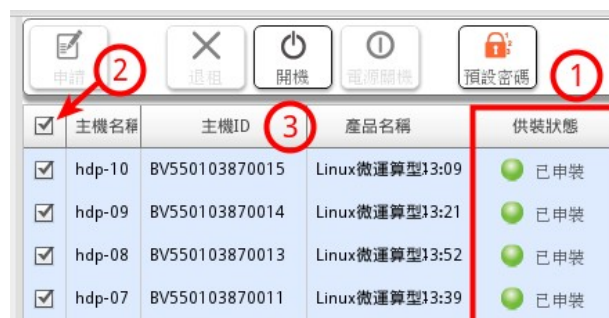 申請 退租 開機 電源關機 預設密碼
2 1
主機名稱 主機ID 3 產品名稱 供裝狀態
hdp-10 BV550103870015 Linux微運算型 13:09 已申裝
hdp-09 BV550103870014 Linux微運算型 13:21 已申裝
hdp-08 BV550103870013 Linux微運算型 13:52 已申裝
hdp-07 BV550103870011 Linux微運算型 13:39 已申裝